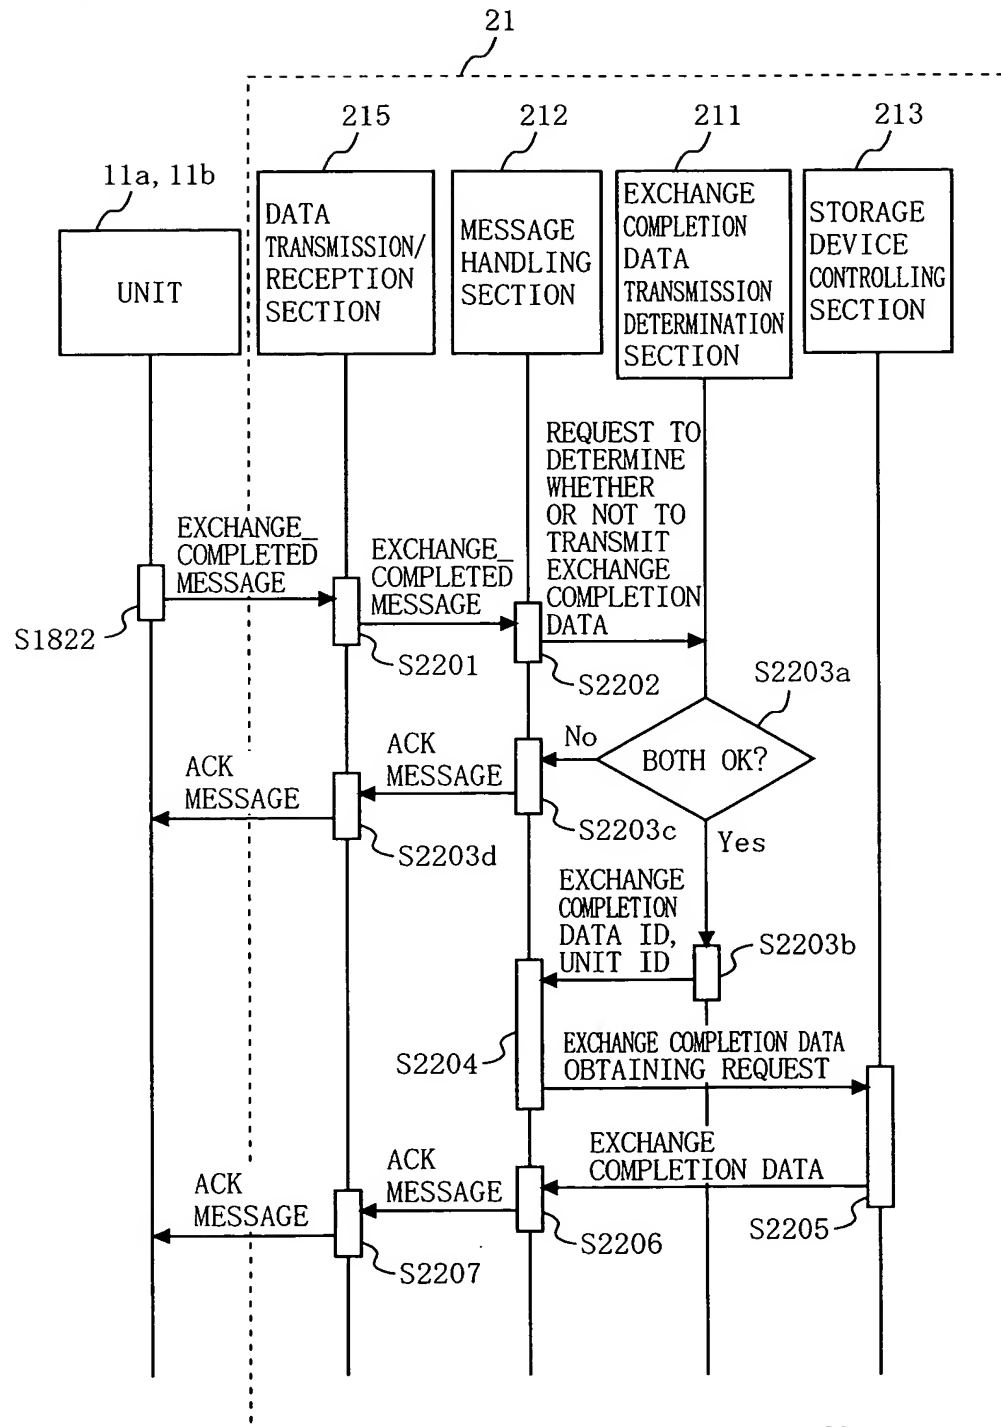 21
215
212
211
213
11a, 11b
UNIT
DATA
TRANSMISSION/
RECEPTION
SECTION
MESSAGE
HANDLING
SECTION
EXCHANGE
COMPLETION
DATA
TRANSMISSION
DETERMINATION
SECTION
STORAGE
DEVICE
CONTROLLING
SECTION
REQUEST TO
DETERMINE
WHETHER
OR NOT TO
TRANSMIT
EXCHANGE
COMPLETION
DATA
EXCHANGE_
COMPLETED
MESSAGE
EXCHANGE_
COMPLETED
MESSAGE
S1822
S2201
S2202
S2203a
No
BOTH OK?
ACK
MESSAGE
ACK
MESSAGE
S2203c
S2203d
Yes
EXCHANGE
COMPLETION
DATA ID,
UNIT ID
S2203b
S2204
EXCHANGE COMPLETION DATA
OBTAINING REQUEST
EXCHANGE
COMPLETION DATA
ACK
MESSAGE
ACK
MESSAGE
S2205
S2206
S2207